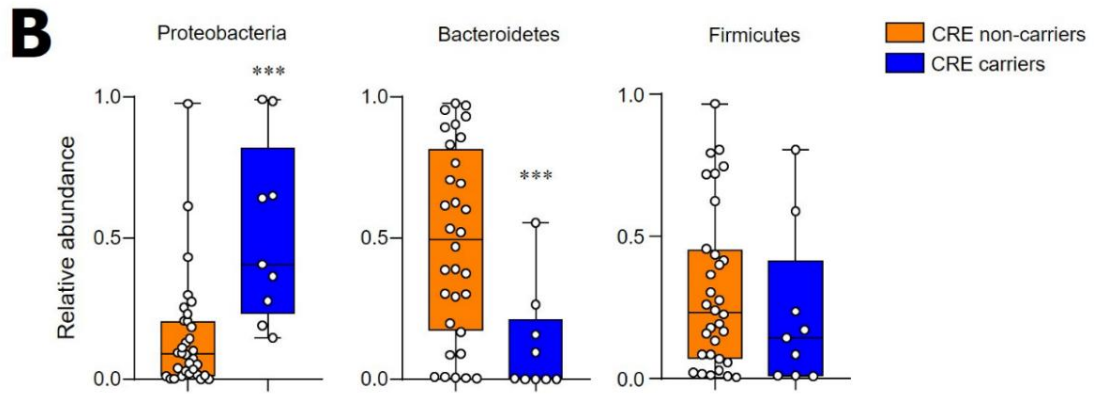 B
Proteobacteria
Bacteroidetes
Firmicutes
CRE non-carriers
CRE carriers
Relative abundance
***
1.0
0.5
0.0
***
1.0
0.5
0.0
1.0
0.5
0.0